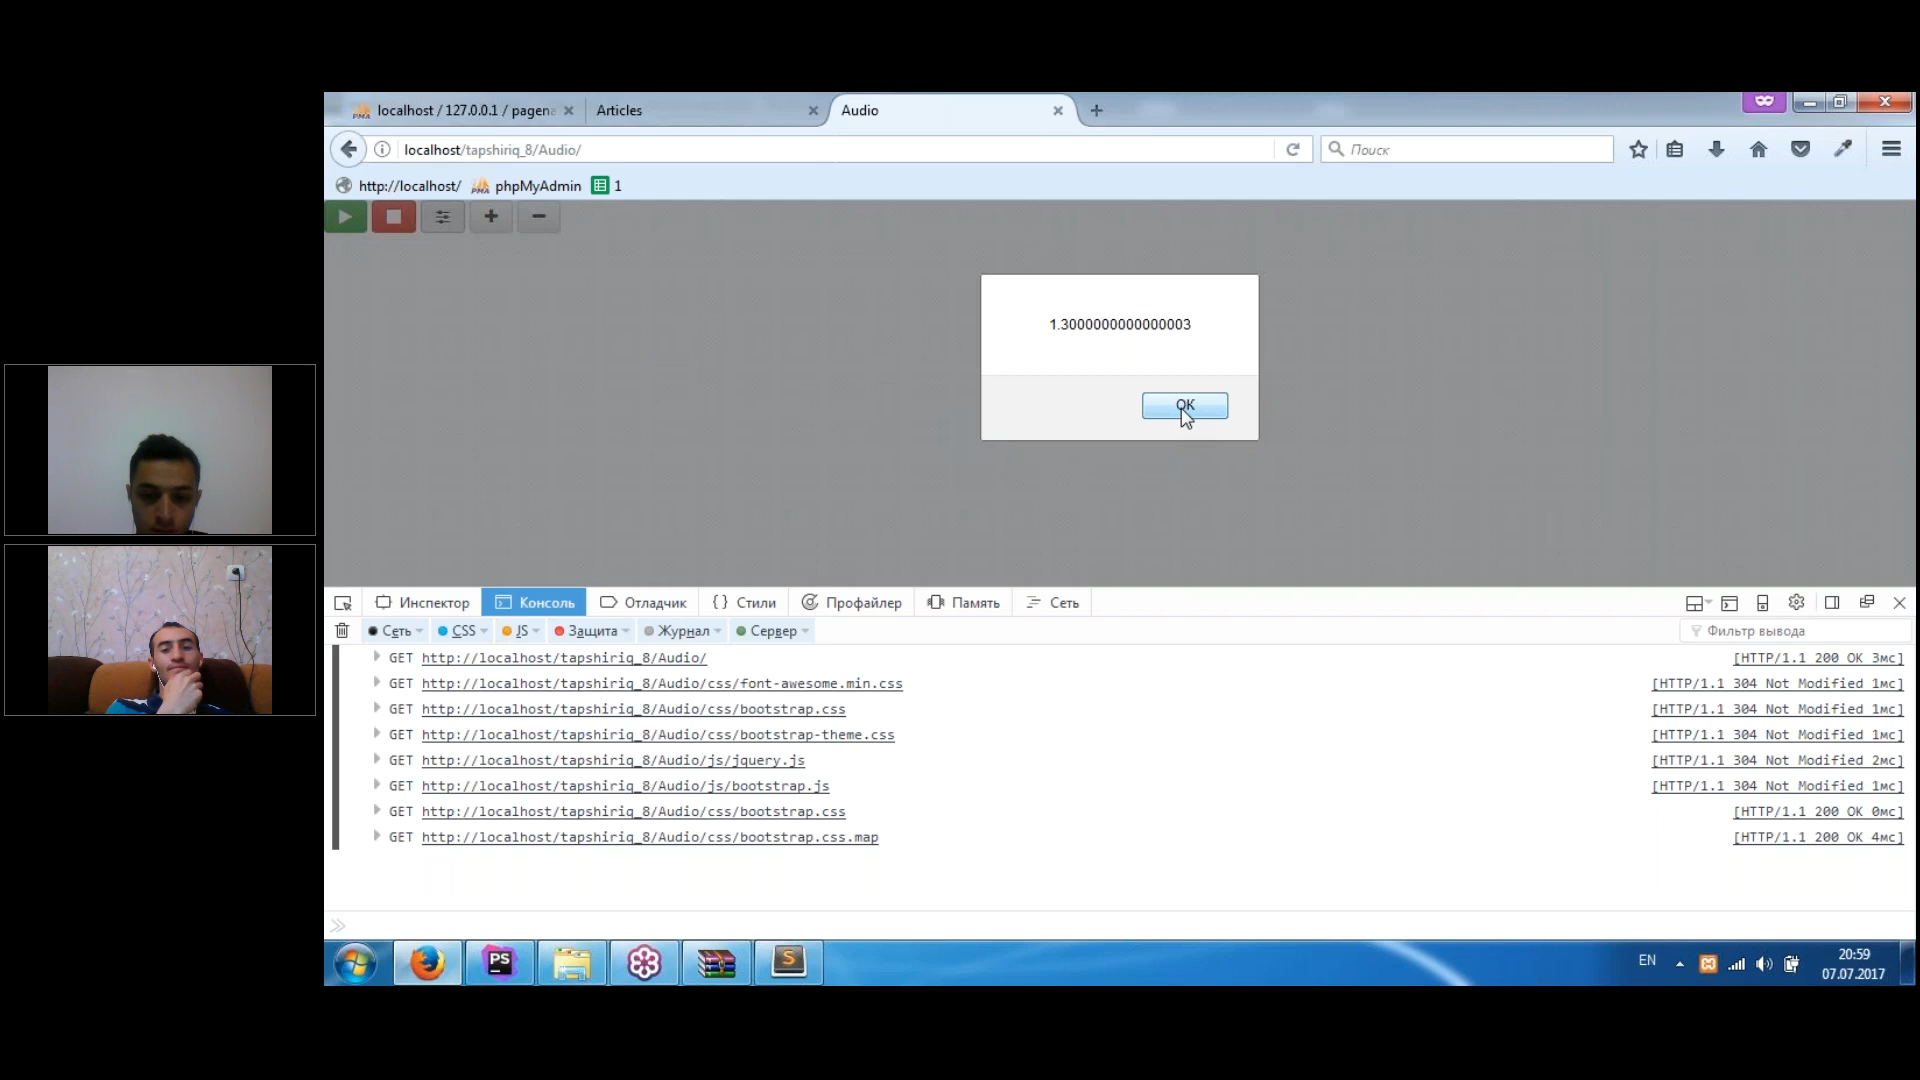 localhost / 127.0.0.1 / pagena
Articles
Audio
localhost/tapshiriq_8/Audio/
Поиск
http://localhost/ phpMyAdmin 1
1.3000000000000003
OK
Инспектор Консоль Отладчик Стили Профайлер Память Сеть
Сеть CSS JS Защита Журнал Сервер Фильтр вывода
GET http://localhost/tapshiriq_8/Audio/ [HTTP/1.1 200 OK 3мс]
GET http://localhost/tapshiriq_8/Audio/css/font-awesome.min.css [HTTP/1.1 304 Not Modified 1мс]
GET http://localhost/tapshiriq_8/Audio/css/bootstrap.css [HTTP/1.1 304 Not Modified 1мс]
GET http://localhost/tapshiriq_8/Audio/css/bootstrap-theme.css [HTTP/1.1 304 Not Modified 1мс]
GET http://localhost/tapshiriq_8/Audio/js/jquery.js [HTTP/1.1 304 Not Modified 2мс]
GET http://localhost/tapshiriq_8/Audio/js/bootstrap.js [HTTP/1.1 304 Not Modified 1мс]
GET http://localhost/tapshiriq_8/Audio/css/bootstrap.css [HTTP/1.1 200 OK 0мс]
GET http://localhost/tapshiriq_8/Audio/css/bootstrap.css.map [HTTP/1.1 200 OK 4мс]
PS
S
EN
20:59
07.07.2017